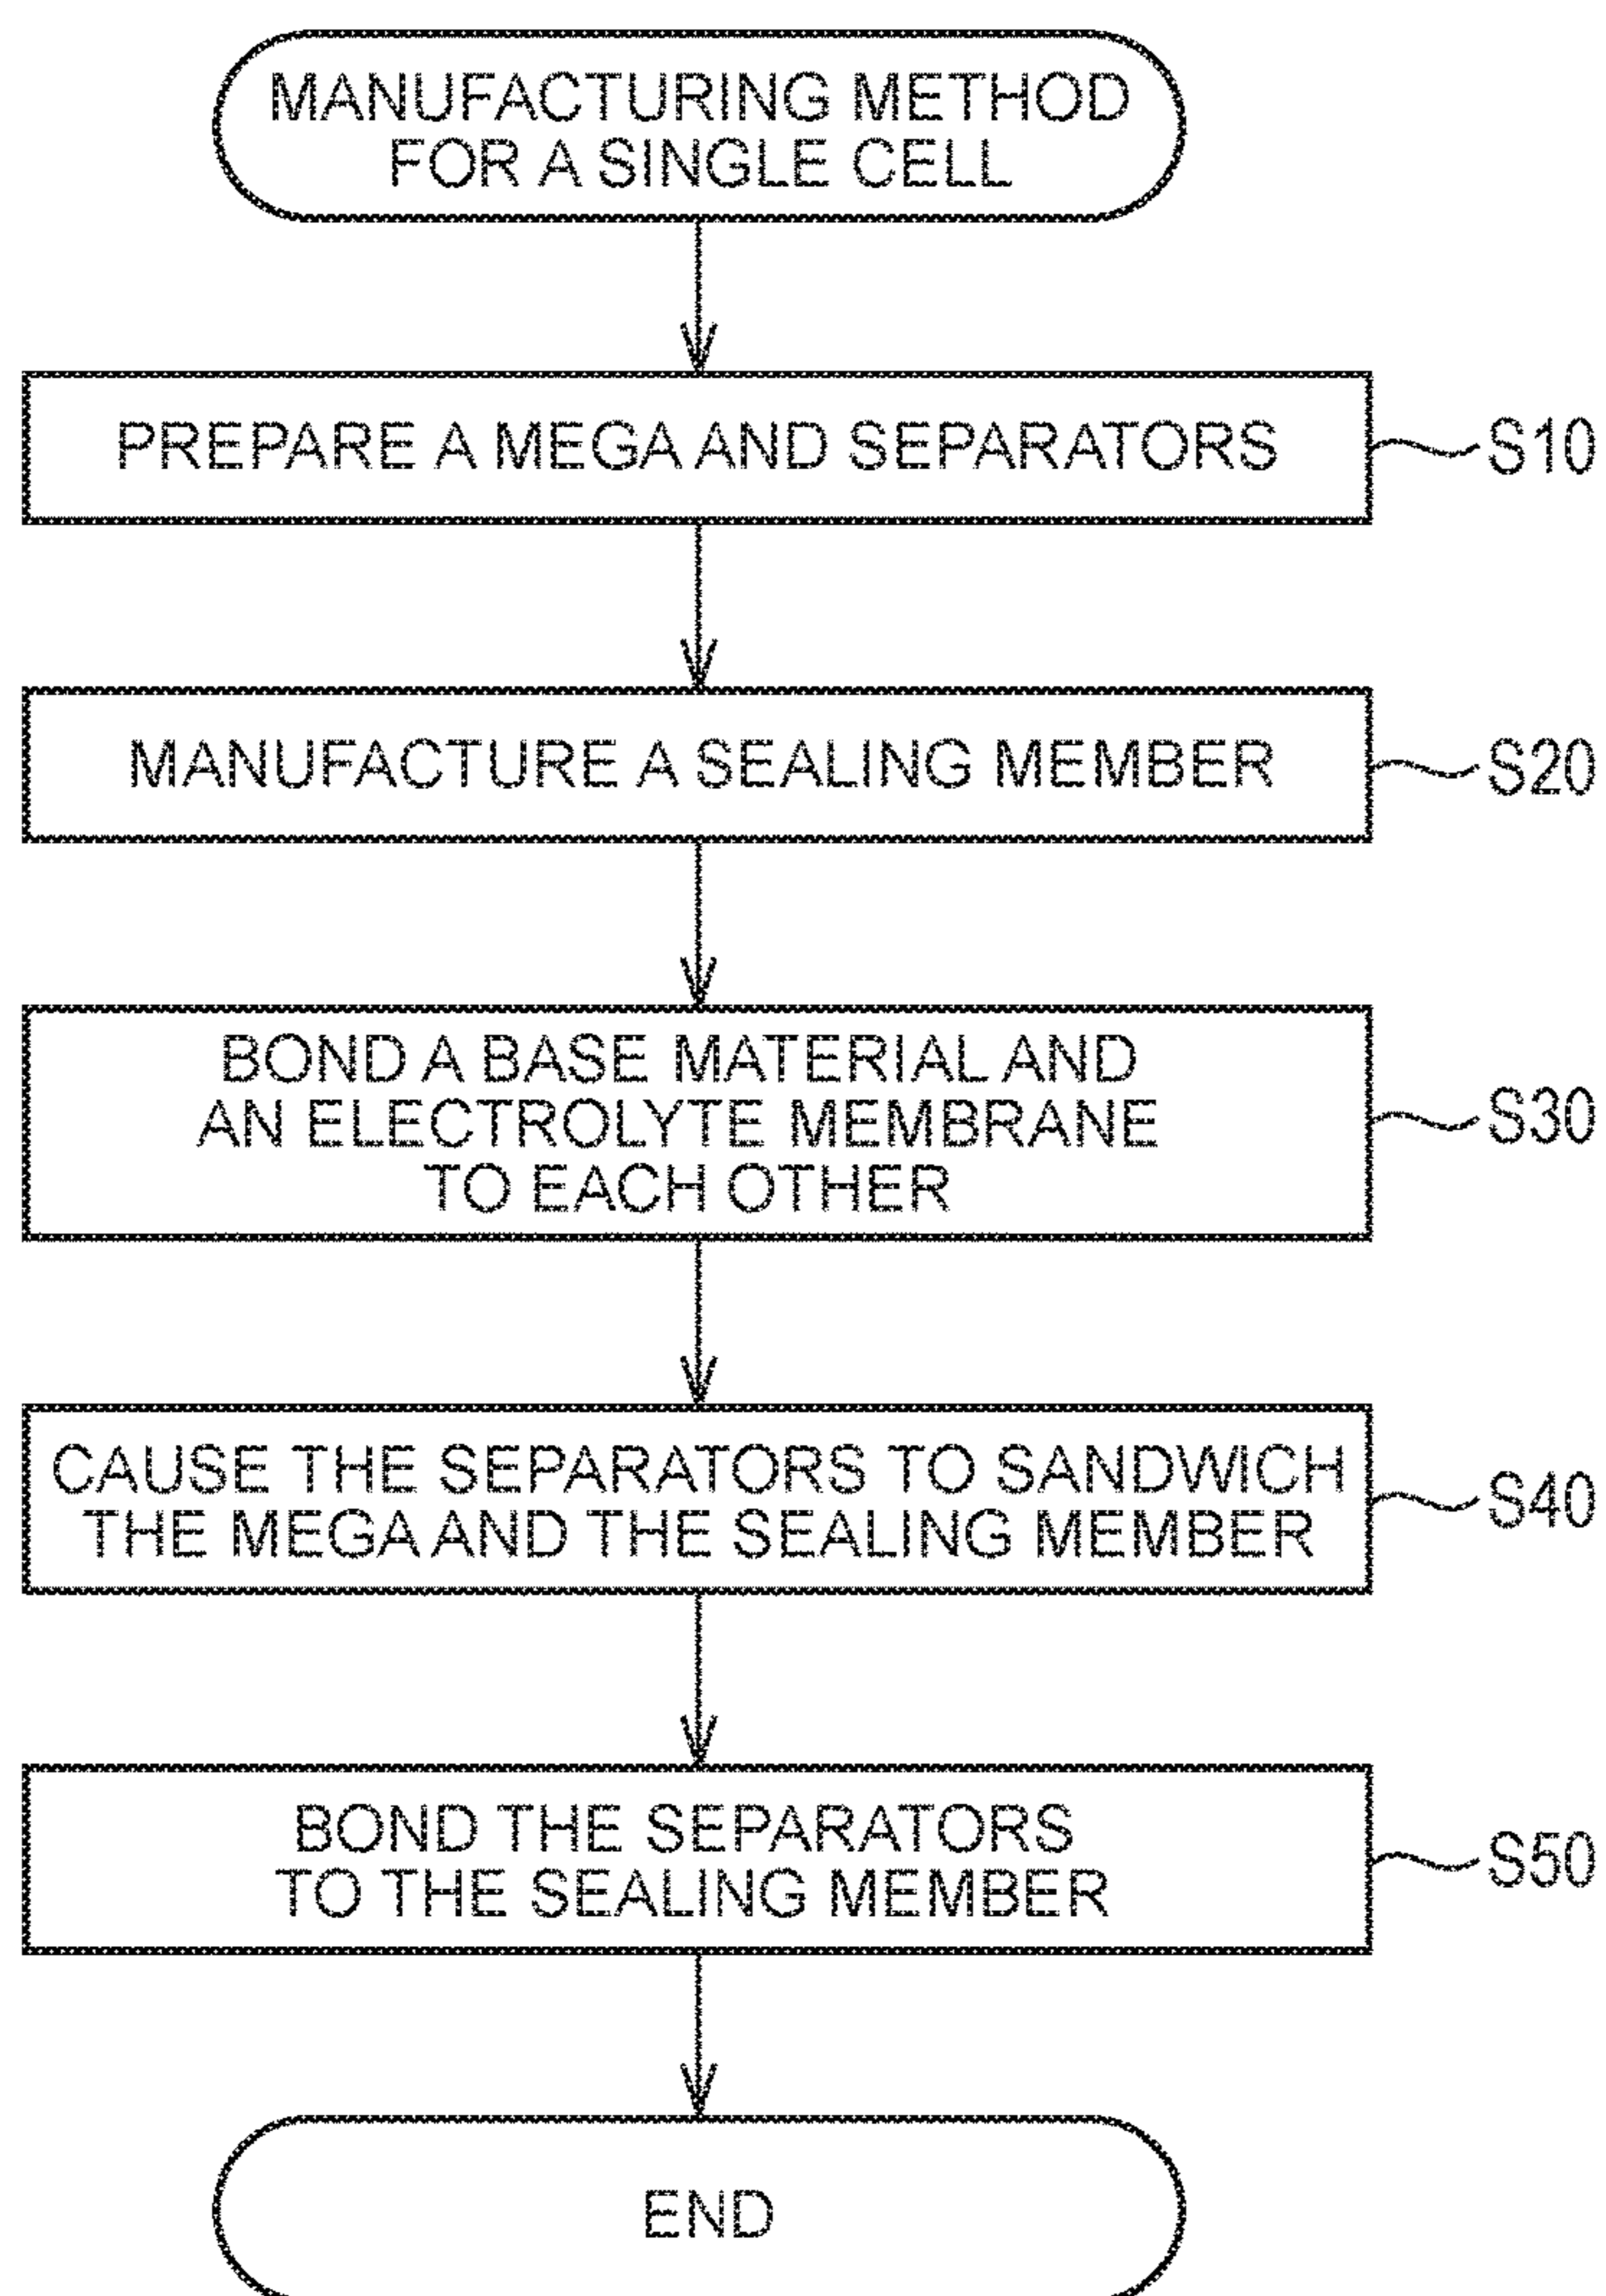 MANUFACTURING METHOD
FOR A SINGLE CELL
PREPARE A MEGA AND SEPARATORS
S10
MANUFACTURE A SEALING MEMBER
S20
BOND A BASE MATERIAL AND
AN ELECTROLYTE MEMBRANE
TO EACH OTHER
S30
CAUSE THE SEPARATORS TO SANDWICH
THE MEGA AND THE SEALING MEMBER
S40
BOND THE SEPARATORS
TO THE SEALING MEMBER
S50
END